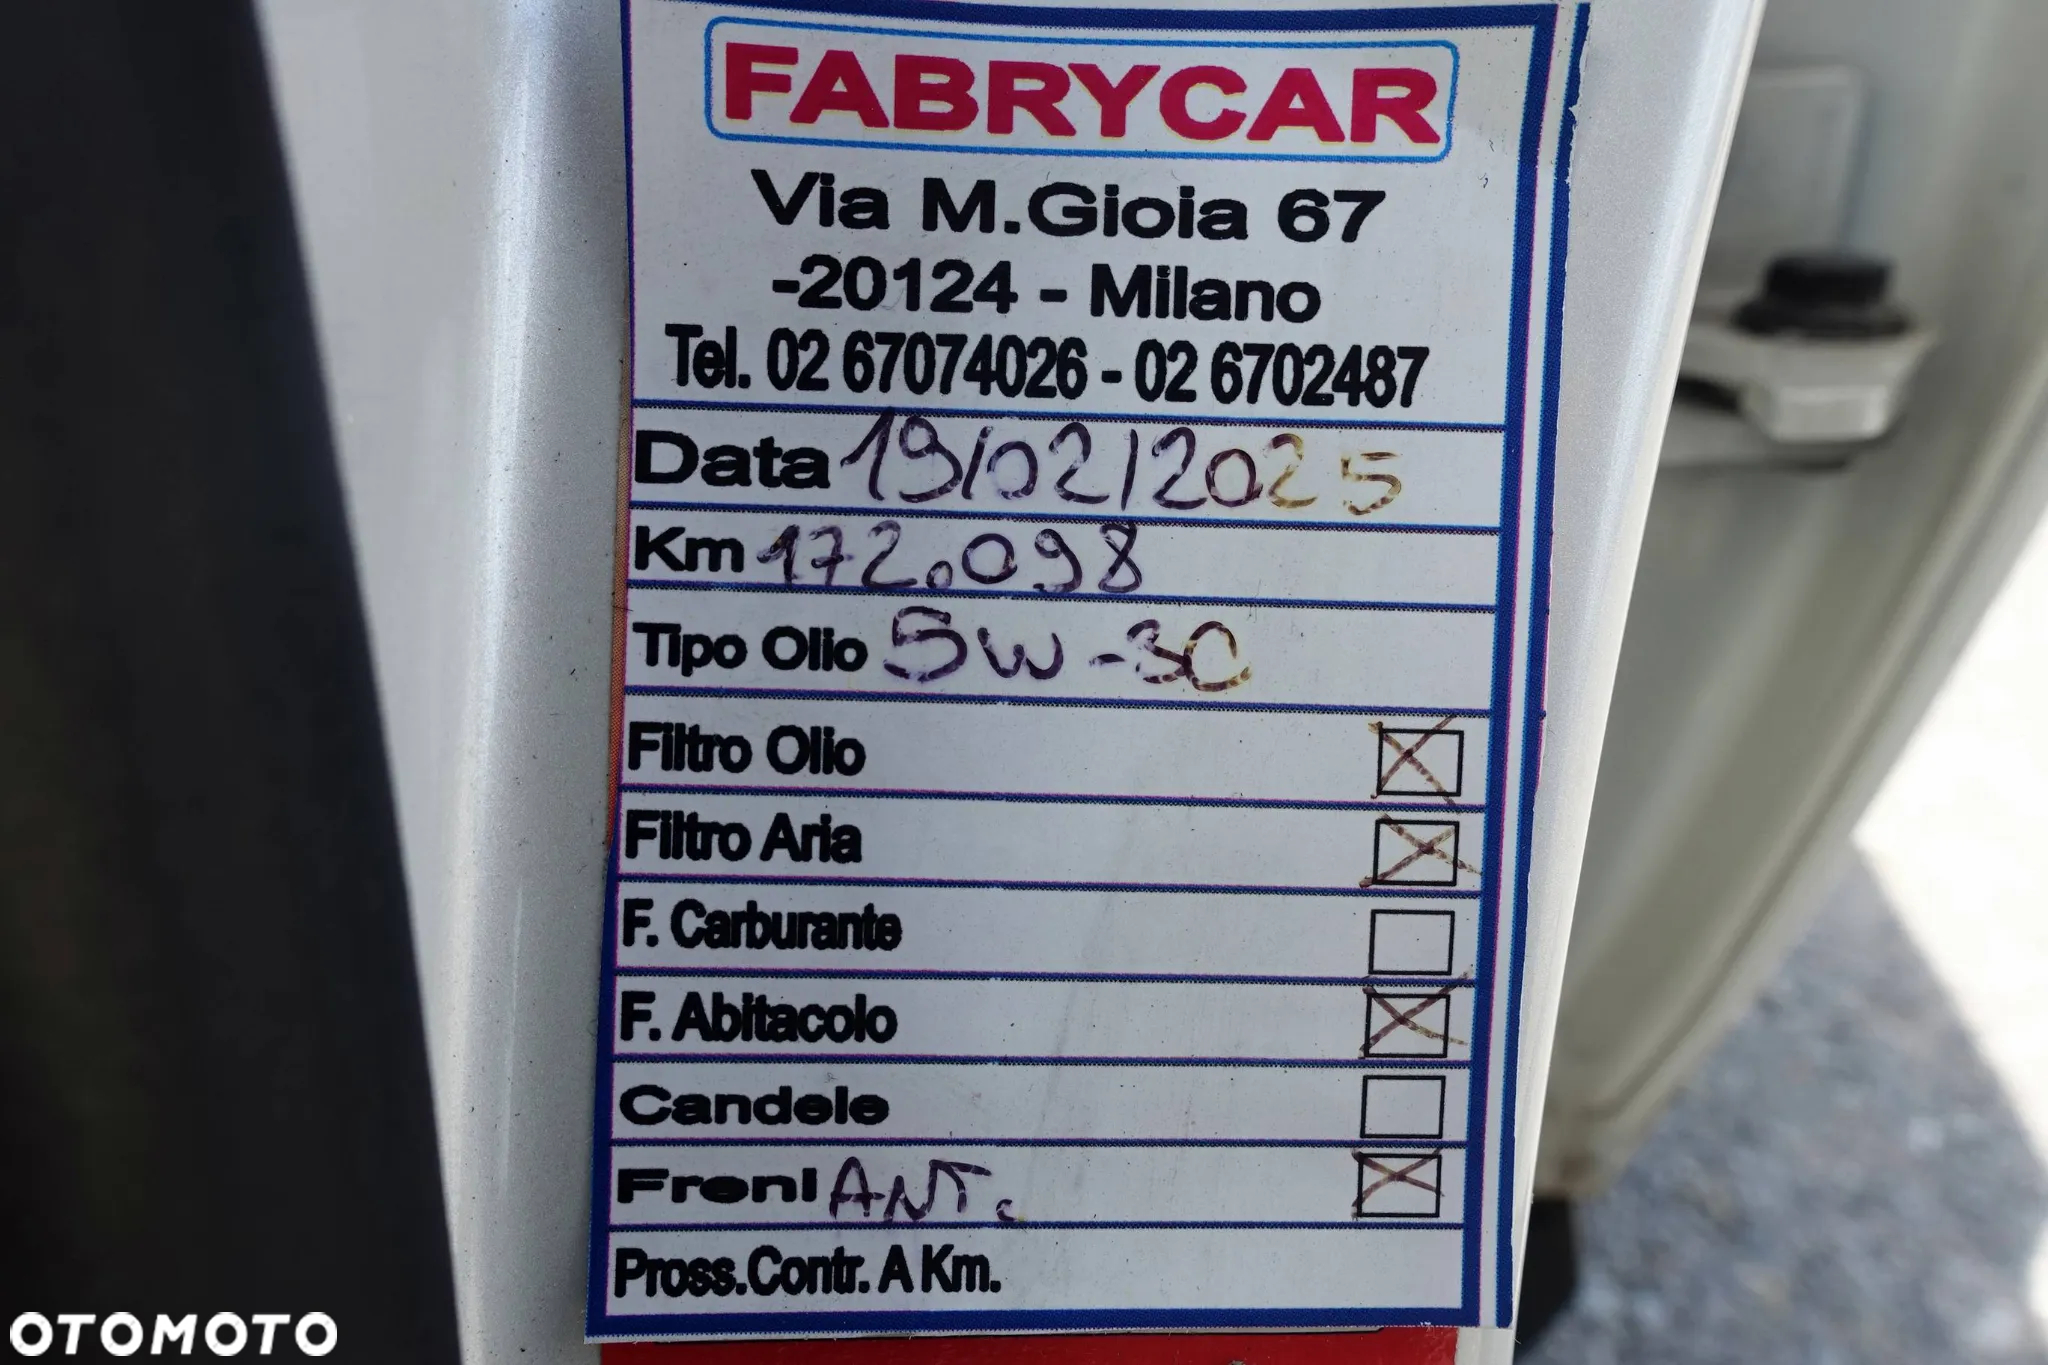 FABRYCAR
Via M.Gioia 67
-20124 - Milano
Tel. 02 67074026 - 02 6702487
Data 19/02/2025
Km 172.098
Tipo Olio 5W-30
Filtro Olio
Filtro Aria
F. Carburante
F. Abitacolo
Candele
Freni ANT.
Pross.Contr. A Km.
OTOMOTO